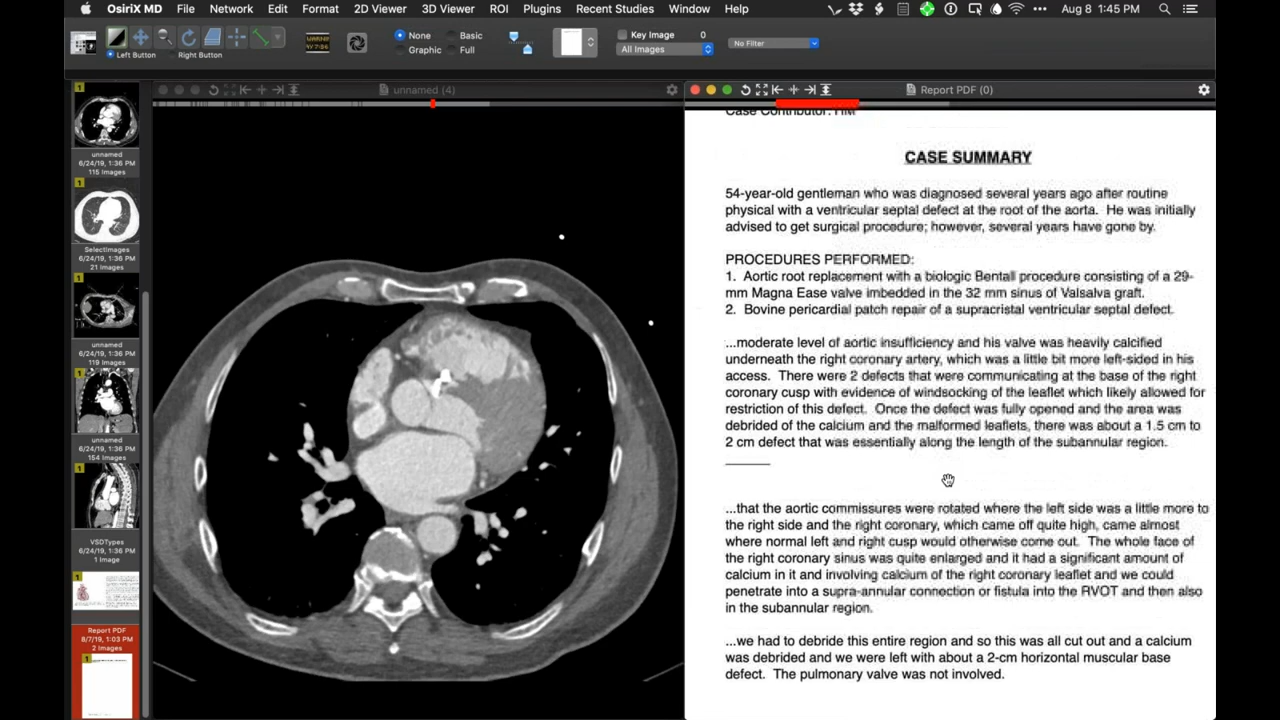 OsiriX MD File Network Edit Format 2D Viewer 3D Viewer ROI Plugins Recent Studies Window Help Aug 8 1:45 PM
None Basic
Graphic Full
Left Button Right Button
Key Image 0
All Images
No Filter
unnamed (4)
Report PDF (0)
unnamed
6/24/19, 1:36 PM
115 Images
SelectImages
6/24/19, 1:36 PM
21 Images
unnamed
6/24/19, 1:36 PM
119 Images
unnamed
6/24/19, 1:36 PM
154 Images
VSDTypes
6/24/19, 1:36 PM
1 Image
Report PDF
8/7/19, 1:03 PM
2 Images
Case Contributor: HM
CASE SUMMARY
54-year-old gentleman who was diagnosed several years ago after routine
physical with a ventricular septal defect at the root of the aorta. He was initially
advised to get surgical procedure; however, several years have gone by.
PROCEDURES PERFORMED:
1. Aortic root replacement with a biologic Bentall procedure consisting of a 29-
mm Magna Ease valve imbedded in the 32 mm sinus of Valsalva graft.
2. Bovine pericardial patch repair of a supracristal ventricular septal defect.
...moderate level of aortic insufficiency and his valve was heavily calcified
underneath the right coronary artery, which was a little bit more left-sided in his
access. There were 2 defects that were communicating at the base of the right
coronary cusp with evidence of windsocking of the leaflet which likely allowed for
restriction of this defect. Once the defect was fully opened and the area was
debrided of the calcium and the malformed leaflets, there was about a 1.5 cm to
2 cm defect that was essentially along the length of the subannular region.
...that the aortic commissures were rotated where the left side was a little more to
the right side and the right coronary, which came off quite high, came almost
where normal left and right cusp would otherwise come out. The whole face of
the right coronary sinus was quite enlarged and it had a significant amount of
calcium in it and involving calcium of the right coronary leaflet and we could
penetrate into a supra-annular connection or fistula into the RVOT and then also
in the subannular region.
...we had to debride this entire region and so this was all cut out and a calcium
was debrided and we were left with about a 2-cm horizontal muscular base
defect. The pulmonary valve was not involved.